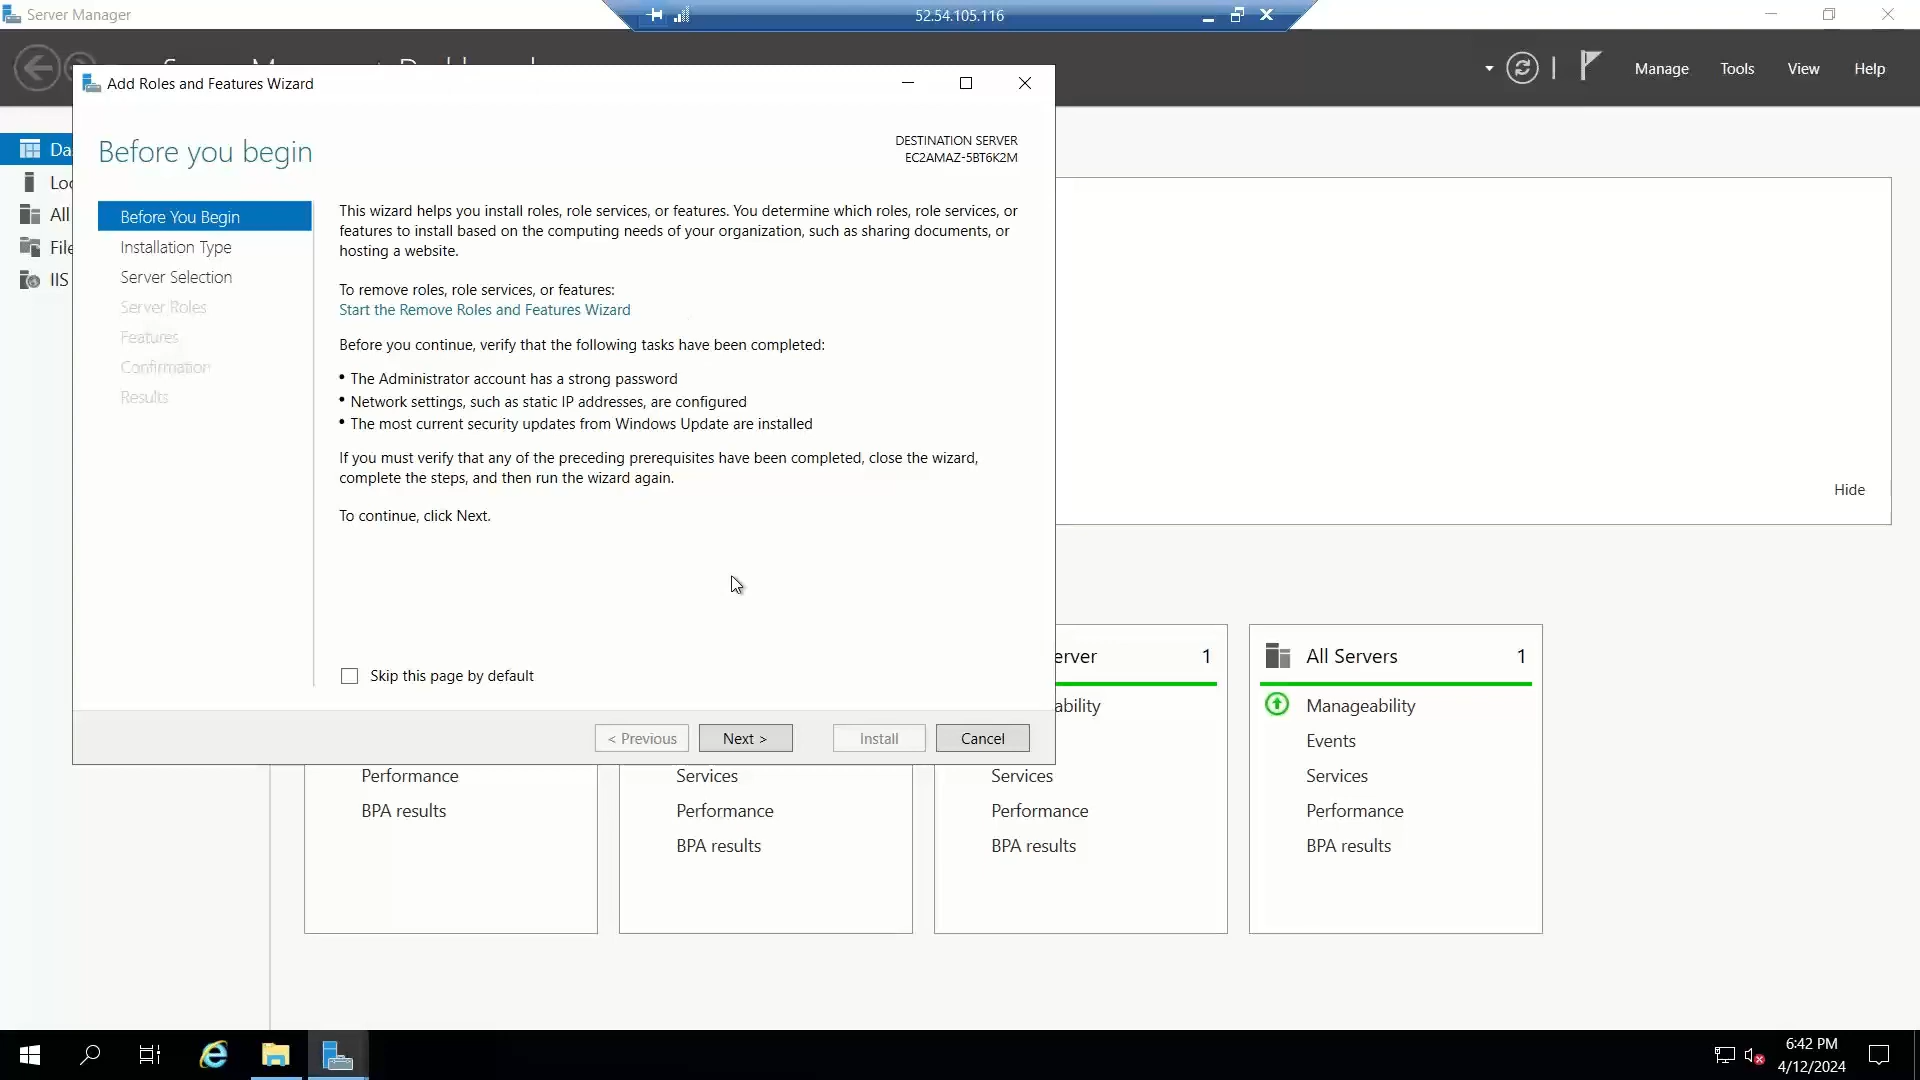 Server Manager
52.54.105.116
Manage
Tools
View
Help
Add Roles and Features Wizard
Before you begin
DESTINATION SERVER
EC2AMAZ-5BT6K2M
Before You Begin
Installation Type
Server Selection
Server Roles
Features
Confirmation
Results
This wizard helps you install roles, role services, or features. You determine which roles, role services, or
features to install based on the computing needs of your organization, such as sharing documents, or
hosting a website.
To remove roles, role services, or features:
Start the Remove Roles and Features Wizard
Before you continue, verify that the following tasks have been completed:
• The Administrator account has a strong password
• Network settings, such as static IP addresses, are configured
• The most current security updates from Windows Update are installed
If you must verify that any of the preceding prerequisites have been completed, close the wizard,
complete the steps, and then run the wizard again.
To continue, click Next.
Skip this page by default
< Previous
Next >
Install
Cancel
Da
Loc
All
File
IIS
Hide
erver 1
ability
Services
Performance
BPA results
All Servers 1
Manageability
Events
Services
Performance
BPA results
Performance
BPA results
Services
Performance
BPA results
6:42 PM
4/12/2024